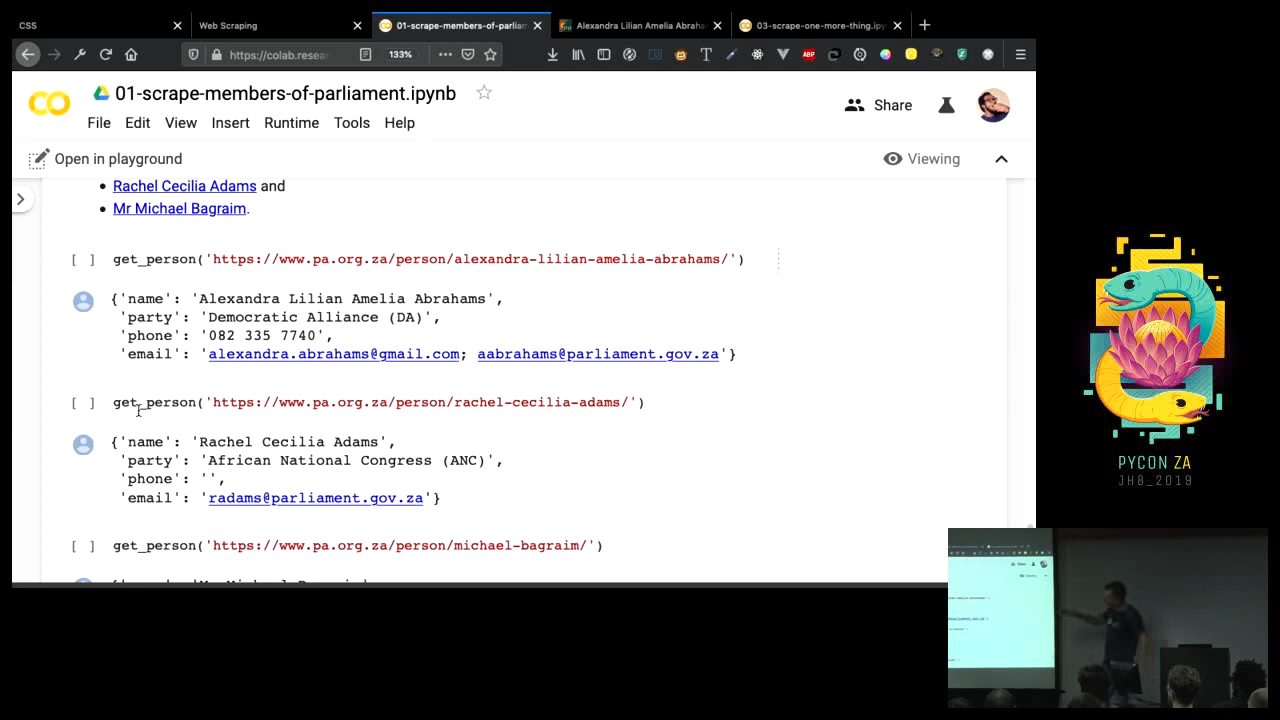 CSS
Web Scraping
01-scrape-members-of-parliam
Alexandra Lilian Amelia Abraha
03-scrape-one-more-thing.ipy
https://colab.resea
133%
ABP
01-scrape-members-of-parliament.ipynb
Share
File Edit View Insert Runtime Tools Help
Open in playground
Viewing
• Rachel Cecilia Adams and
• Mr Michael Bagraim.
[ ] get_person('https://www.pa.org.za/person/alexandra-lilian-amelia-abrahams/')
{'name': 'Alexandra Lilian Amelia Abrahams',
'party': 'Democratic Alliance (DA)',
'phone': '082 335 7740',
'email': 'alexandra.abrahams@gmail.com; aabrahams@parliament.gov.za'}
[ ] get_person('https://www.pa.org.za/person/rachel-cecilia-adams/')
{'name': 'Rachel Cecilia Adams',
'party': 'African National Congress (ANC)',
'phone': '',
'email': 'radams@parliament.gov.za'}
[ ] get_person('https://www.pa.org.za/person/michael-bagraim/')
PYCON ZA
JHB_2019